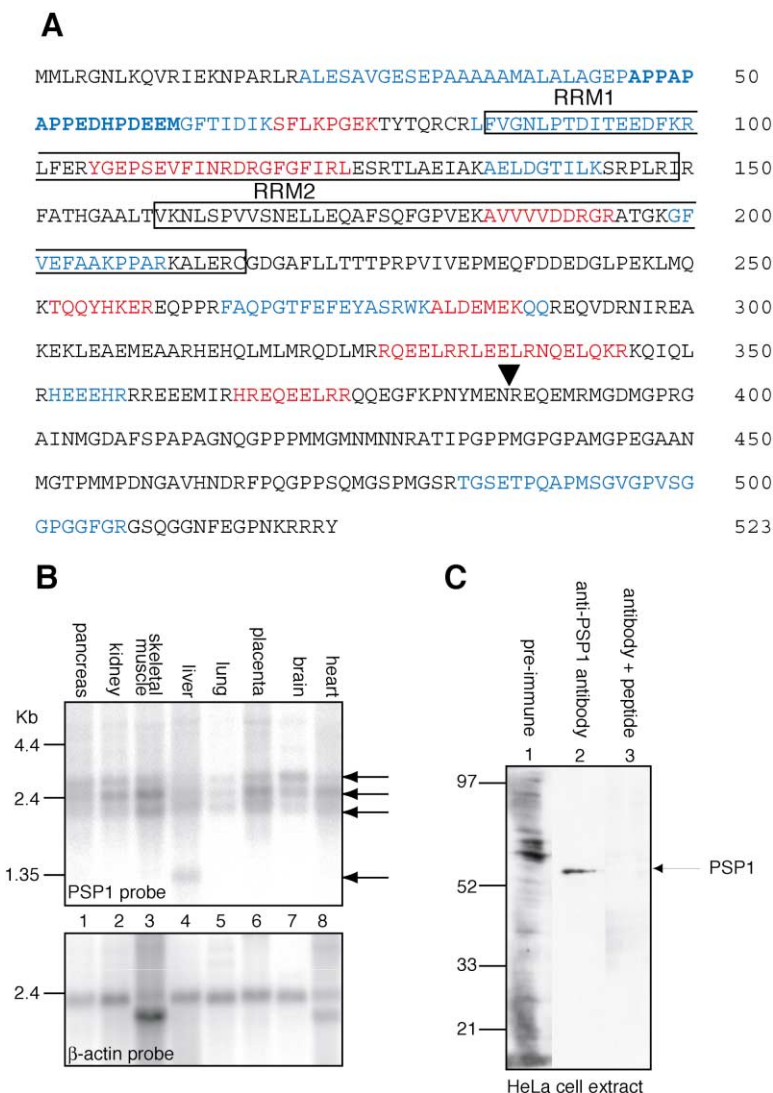 A
MMLRGNLKQVRIEKNPARLRALESAVGESEPAAAAAMALALAGEPAPPAP 50
APPEDHPDEEMGFTIDIKSFLKPGEKTYTQRCRLFVGNLPTDITEEDFKR 100
RRM1
LFERYGEPSEVFINRDRGFGFIRLESRTLAEIAKAELDGTILKSRPLRIR 150
RRM2
FATHGAALTVKNLSPVVSNELLEQAFSQFGPVEKAVVVVDDRGRATGKGF 200
VEFAAKPPARKALERCGDGAFLLTTTPRPVIVEPMEQFDDEDGLPEKLMQ 250
KTQQYHKEREQPPRFAQPGTFEFEYASRWKALDEMEKQQREQVDRNIREA 300
KEKLEAEMEAARHEHQLMLMRQDLMRRQEELRRLEELRNQELQKRKQIQL 350
RHEEEHRRREEEMIRHREQEELRRQQEGFKPNYMENREQEMRMGDMGPRG 400
AINMGDAFSPAPAGNQGPPPMMGMNMNNRATIPGPPMGPGPAMGPEGAAN 450
MGTPMMPDNGAVHNDRFPQGPPSQMGSPMGSRTGSETPQAPMSGVGPVSG 500
GPGGFGRGSQGGNFEGPNKRRRY 523
B
pancreas
kidney
sketetal
muscle
liver
lung
placenta
brain
heart
Kb
4.4
2.4
1.35
PSP1 probe
1 2 3 4 5 6 7 8
2.4
β-actin probe
C
pre-immune
anti-PSP1 antibody
antibody + peptide
1 2 3
97
52
33
21
PSP1
HeLa cell extract